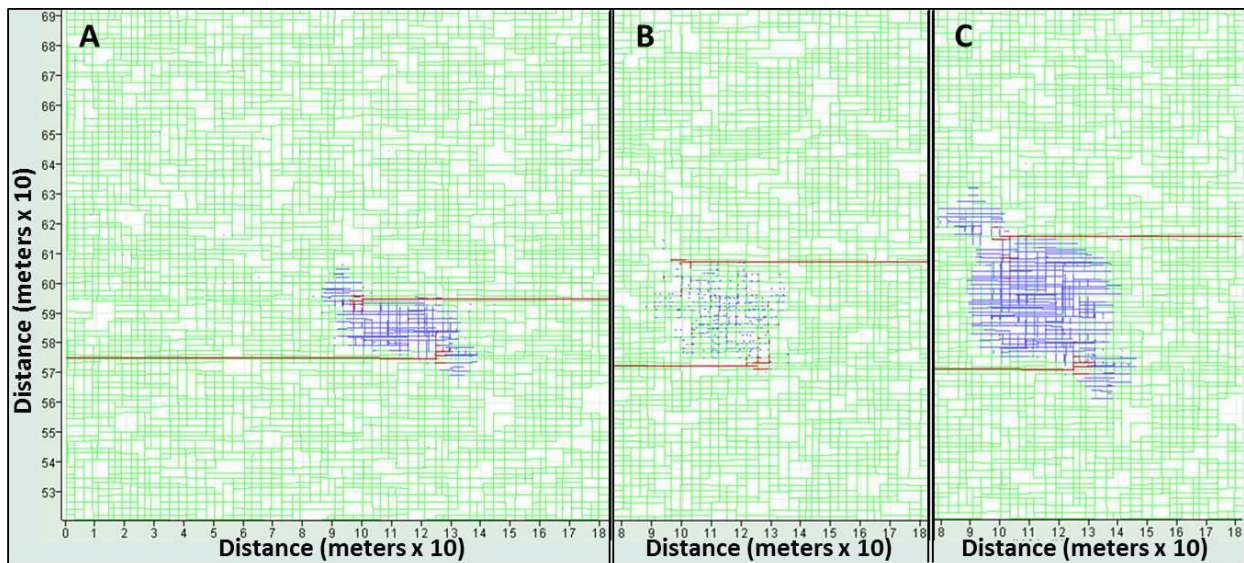 A
B
C
Distance (meters x 10)
69
68
67
66
65
64
63
62
61
60
59
58
57
56
55
54
53
0 1 2 3 4 5 6 7 8 9 10 11 12 13 14 15 16 17 18
8 9 10 11 12 13 14 15 16 17 18
8 9 10 11 12 13 14 15 16 17 18
Distance (meters x 10)
Distance (meters x 10)
Distance (meters x 10)